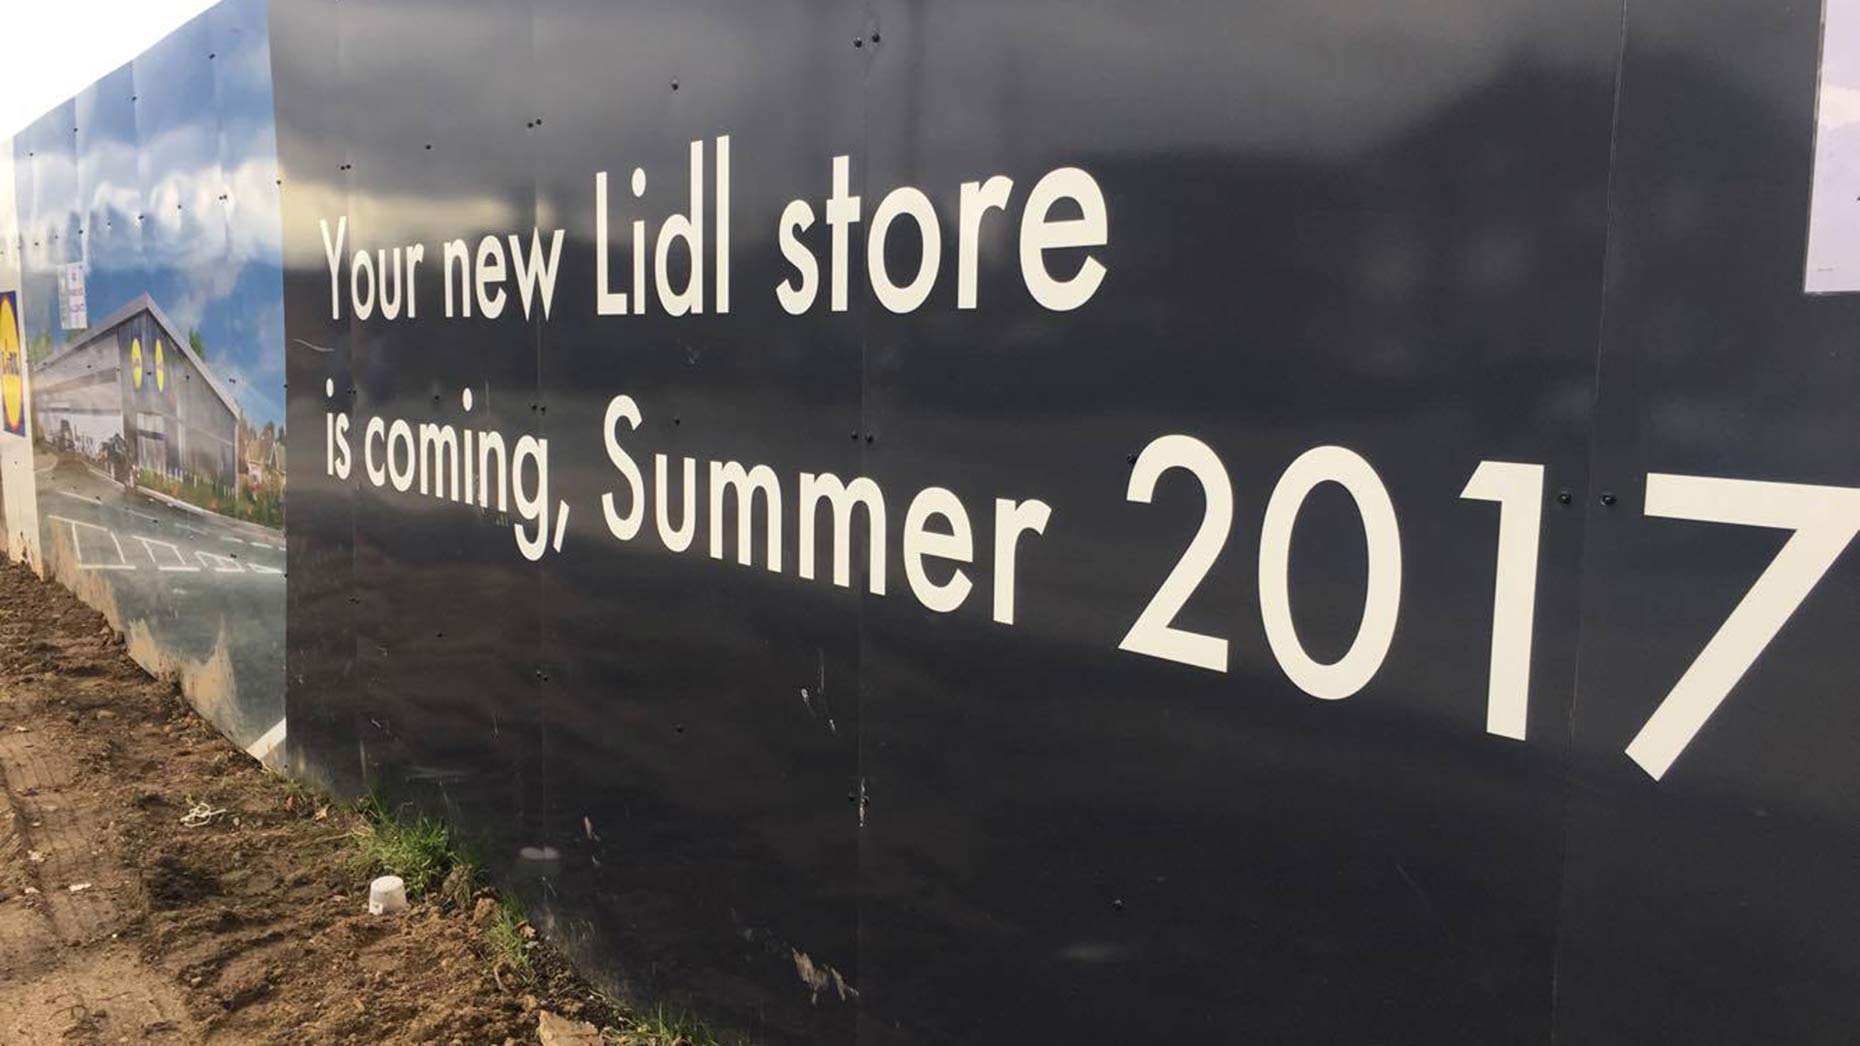 Your new Lidl store
is coming, Summer 2017